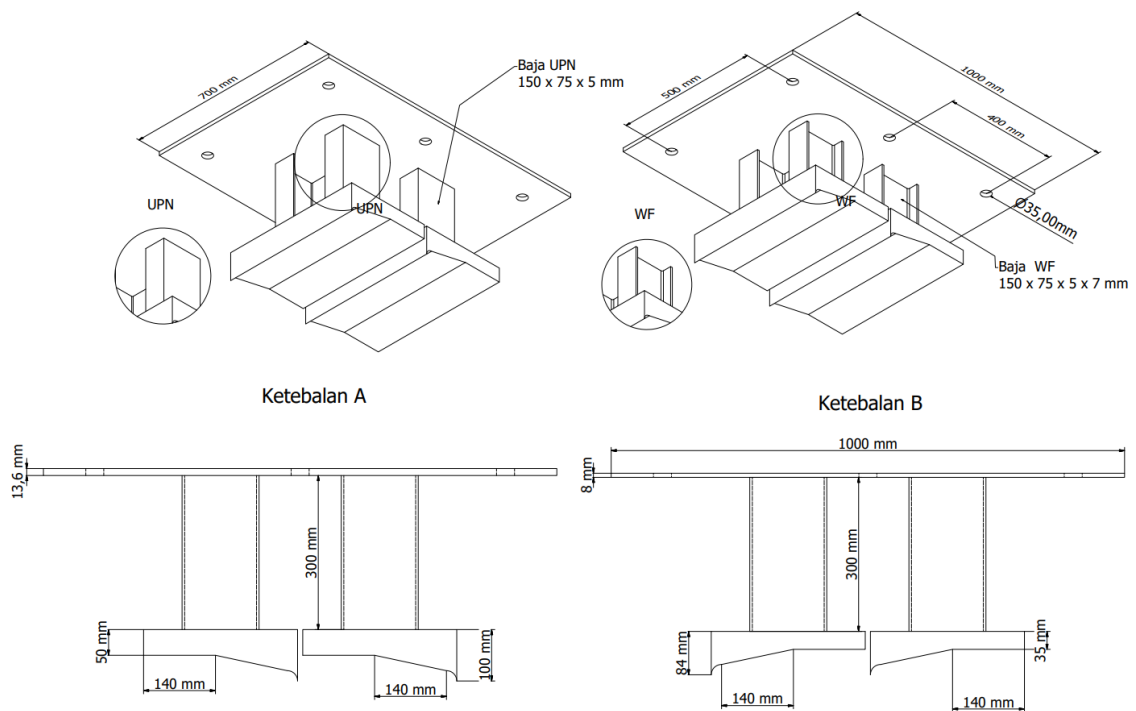 700 mm
Baja UPN
150 x 75 x 5 mm
UPN
UPN
1000 mm
500 mm
400 mm
WF
WF
Ø35,00mm
Baja WF
150 x 75 x 5 x 7 mm
Ketebalan A
Ketebalan B
13,6 mm
300 mm
50 mm
100 mm
140 mm
140 mm
1000 mm
8 mm
300 mm
84 mm
35 mm
140 mm
140 mm